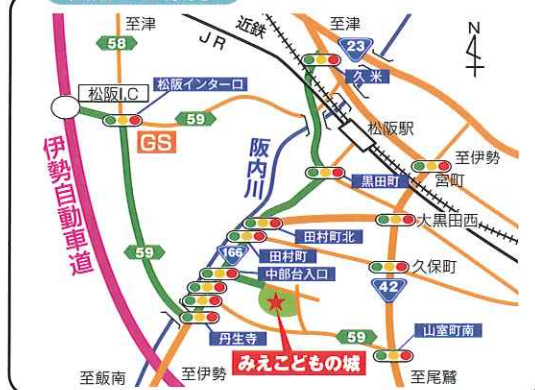 至津
近鉄
至津
N
58
JR
23
久米
松阪インター口
松阪I.C
59
松阪駅
GS
阪内川
至伊勢
宮町
黒田町
伊勢自動車道
大黒田西
田村町北
166
田村町
59
中部台入口
久保町
42
丹生寺
59
山室町南
みえこどもの城
至飯南
至伊勢
至尾鷲